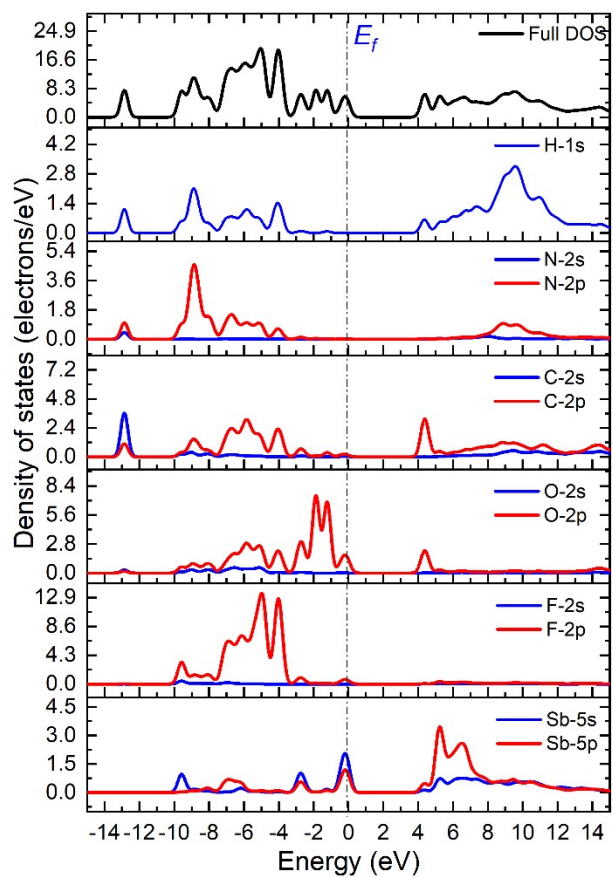 24.9
16.6
8.3
0.0
E_f
Full DOS
4.2
2.8
1.4
0.0
H-1s
5.4
3.6
1.8
0.0
N-2s
N-2p
7.2
4.8
2.4
0.0
C-2s
C-2p
8.4
5.6
2.8
0.0
O-2s
O-2p
12.9
8.6
4.3
0.0
F-2s
F-2p
4.5
3.0
1.5
0.0
Sb-5s
Sb-5p
Density of states (electrons/eV)
-14 -12 -10 -8 -6 -4 -2 0 2 4 6 8 10 12 14
Energy (eV)